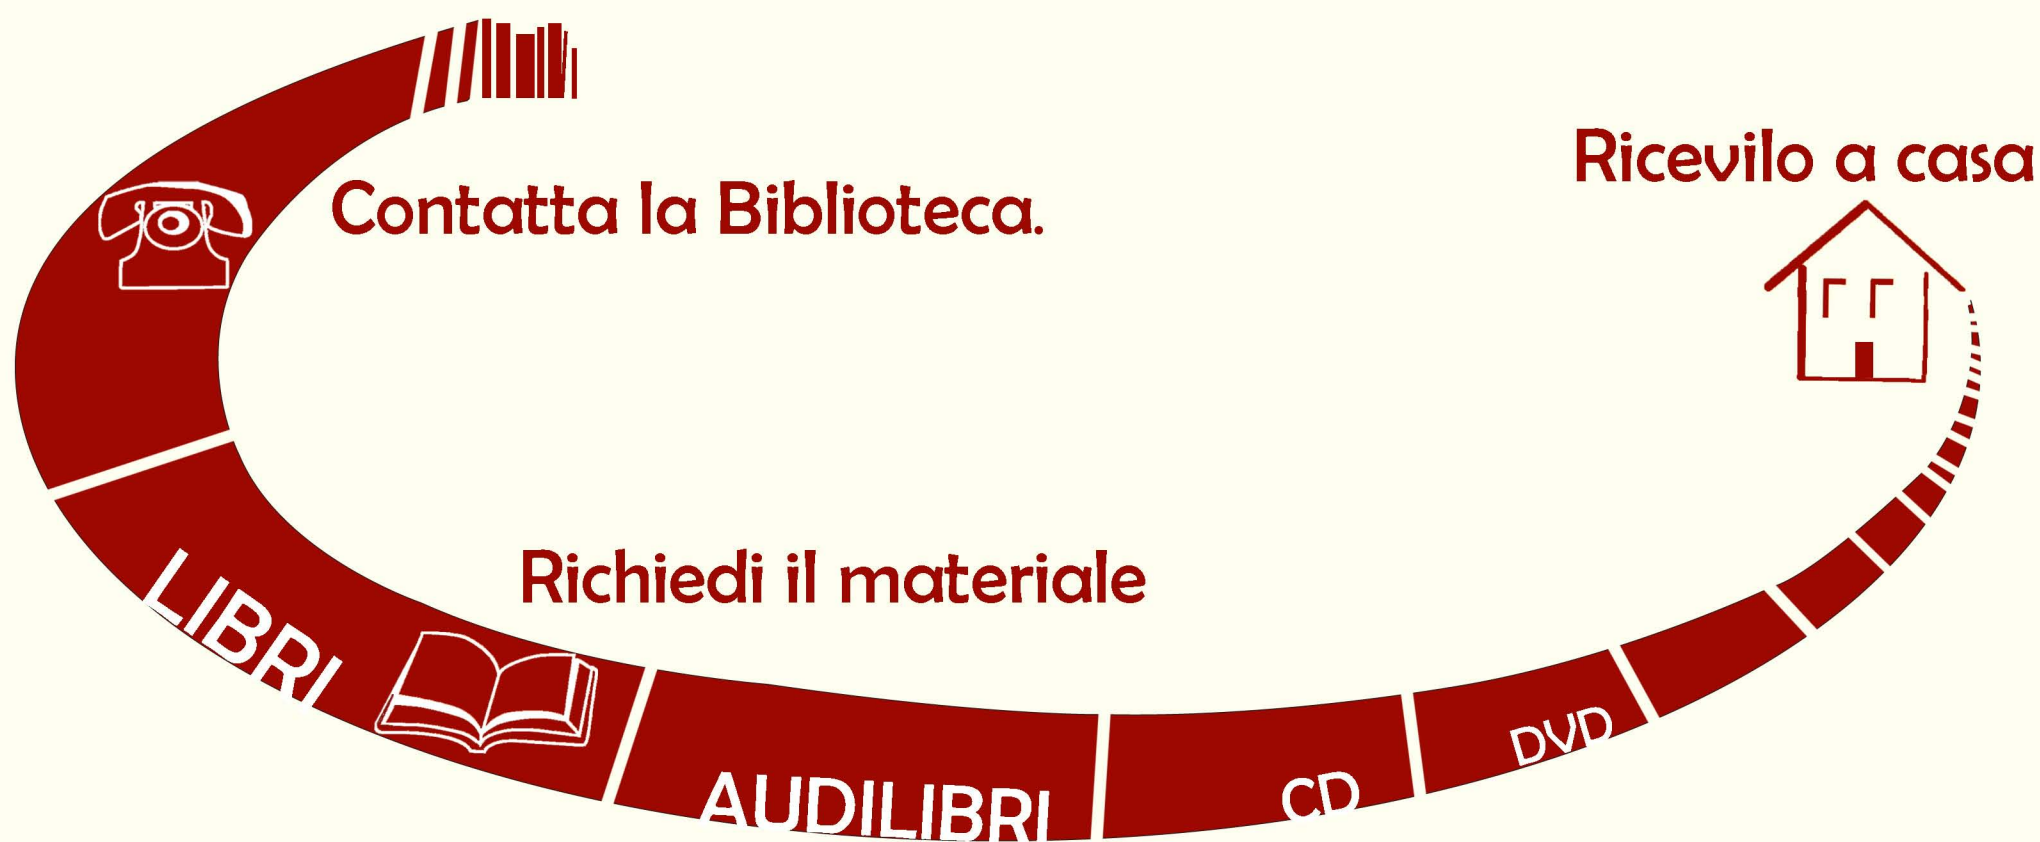 Contatta la Biblioteca.
Ricevilo a casa
Richiedi il materiale
LIBRI
AUDILIBRI
CD
DVD